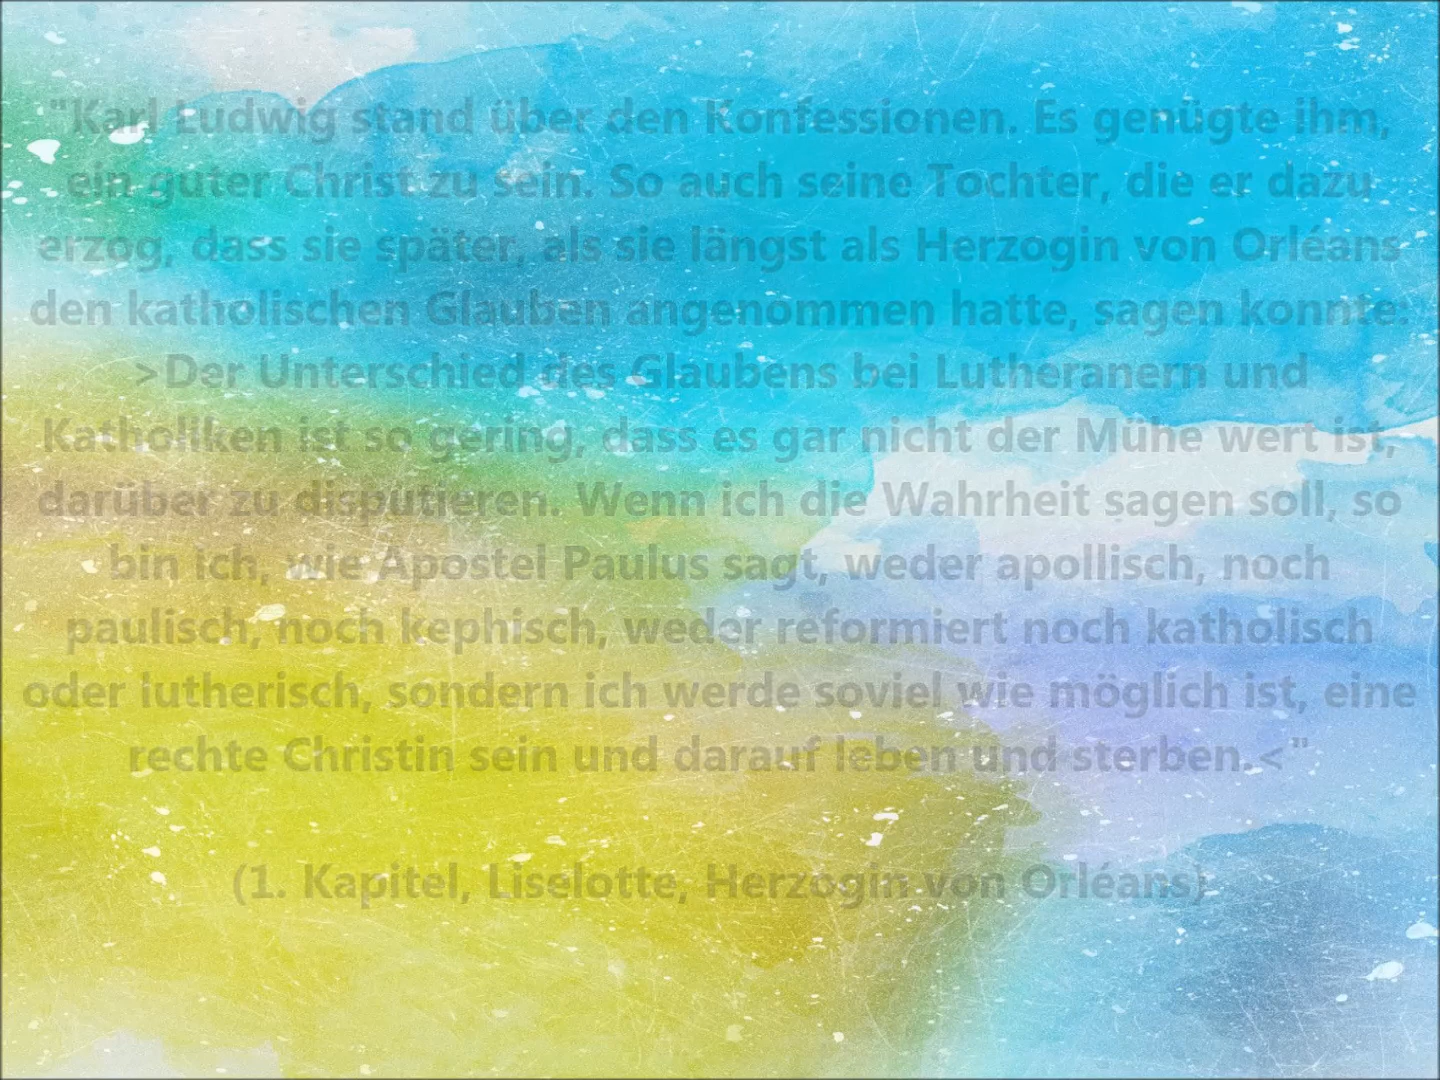 "Karl Ludwig stand über den Konfessionen. Es genügte ihm,
ein guter Christ zu sein. So auch seine Tochter, die er dazu
erzog, dass sie später, als sie längst als Herzogin von Orléans
den katholischen Glauben angenommen hatte, sagen konnte:
>Der Unterschied des Glaubens bei Lutheranern und
Katholiken ist so gering, dass es gar nicht der Mühe wert ist,
darüber zu disputieren. Wenn ich die Wahrheit sagen soll, so
bin ich, wie Apostel Paulus sagt, weder apollisch, noch
paulisch, noch kephisch, weder reformiert noch katholisch
oder lutherisch, sondern ich werde soviel wie möglich ist, eine
rechte Christin sein und darauf leben und sterben.<"
(1. Kapitel, Liselotte, Herzogin von Orléans)